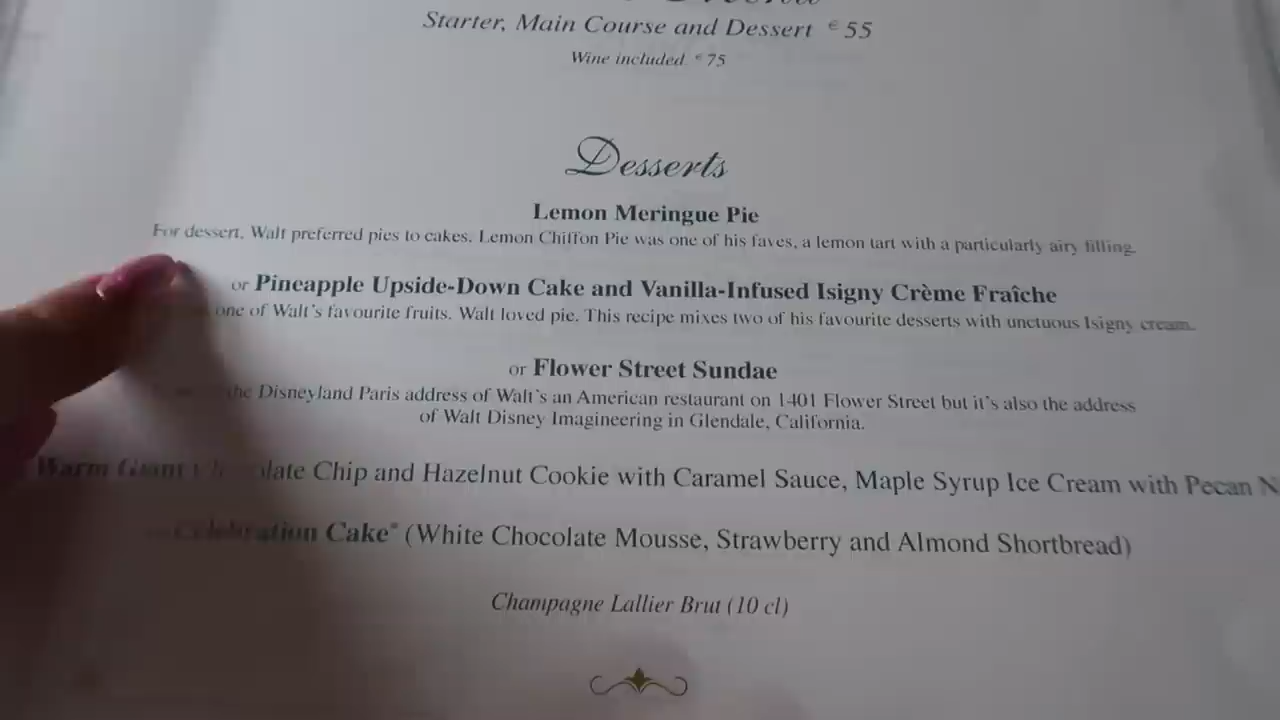 Starter, Main Course and Dessert € 55
Wine included € 75
Desserts
Lemon Meringue Pie
For dessert, Walt preferred pies to cakes. Lemon Chiffon Pie was one of his faves, a lemon tart with a particularly airy filling.
or Pineapple Upside-Down Cake and Vanilla-Infused Isigny Crème Fraîche
one of Walt's favourite fruits. Walt loved pie. This recipe mixes two of his favourite desserts with unctuous Isigny cream.
or Flower Street Sundae
the Disneyland Paris address of Walt's an American restaurant on 1401 Flower Street but it's also the address
of Walt Disney Imagineering in Glendale, California.
Warm Giant Chocolate Chip and Hazelnut Cookie with Caramel Sauce, Maple Syrup Ice Cream with Pecan N
Celebration Cake* (White Chocolate Mousse, Strawberry and Almond Shortbread)
Champagne Lallier Brut (10 cl)